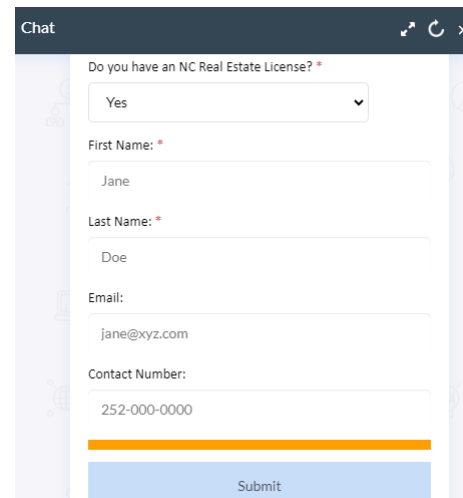 Chat
Do you have an NC Real Estate License? *
Yes
First Name: *
Jane
Last Name: *
Doe
Email:
jane@xyz.com
Contact Number:
252-000-0000
Submit